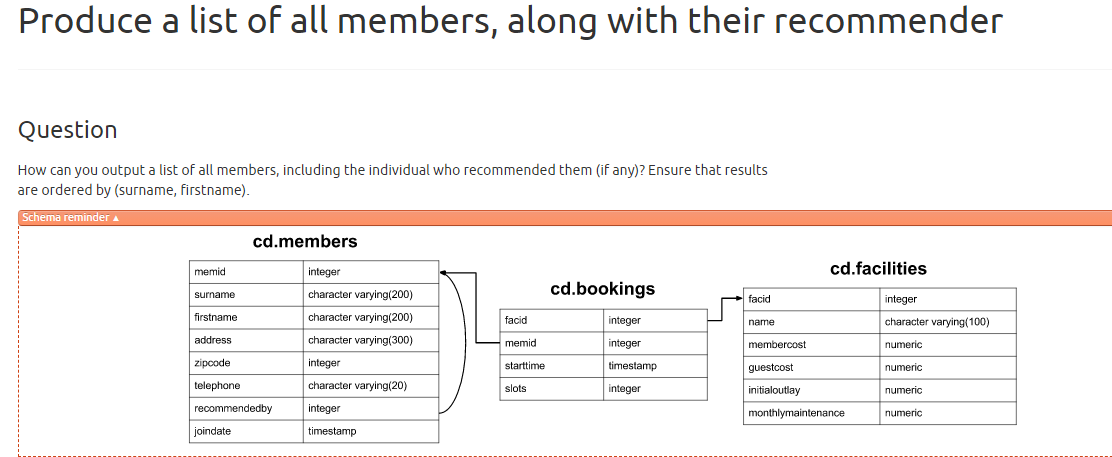 Produce a list of all members, along with their recommender
Question
How can you output a list of all members, including the individual who recommended them (if any)? Ensure that results
are ordered by (surname, firstname).
Schema reminder ▲
cd.members
memid integer
surname character varying(200)
firstname character varying(200)
address character varying(300)
zipcode integer
telephone character varying(20)
recommendedby integer
joindate timestamp
cd.bookings
facid integer
memid integer
starttime timestamp
slots integer
cd.facilities
facid integer
name character varying(100)
membercost numeric
guestcost numeric
initialoutlay numeric
monthlymaintenance numeric